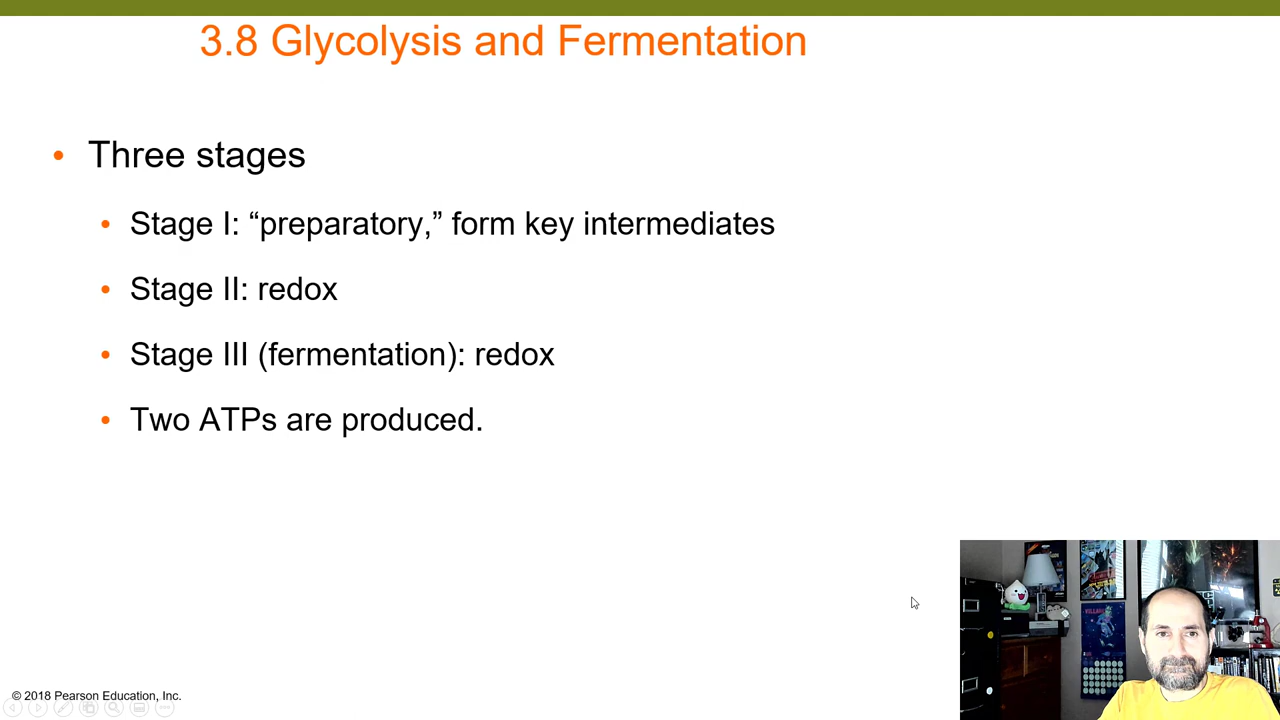 3.8 Glycolysis and Fermentation
• Three stages
• Stage I: “preparatory,” form key intermediates
• Stage II: redox
• Stage III (fermentation): redox
• Two ATPs are produced.
© 2018 Pearson Education, Inc.